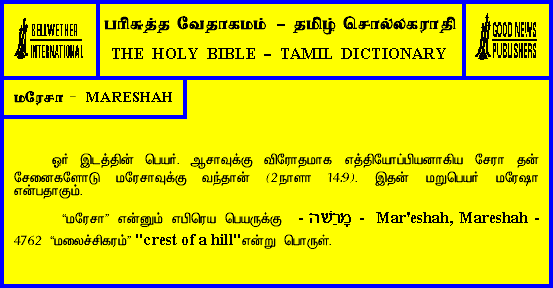 BELLWETHER
INTERNATIONAL
பரிசுத்த வேதாகமம் – தமிழ் சொல்லகராதி
THE HOLY BIBLE – TAMIL DICTIONARY
GOOD NEWS
PUBLISHERS
மரேசா - MARESHAH
ஓர் இடத்தின் பெயர். ஆசாவுக்கு விரோதமாக எத்தியோப்பியனாகிய சேரா தன்
சேனைகளோடு மரேசாவுக்கு வந்தான் (2நாளா 14:9). இதன் மறுபெயர் மரேஷா
என்பதாகும்.
“மரேசா” என்னும் எபிரெய பெயருக்கு - מָרֵשָׁה - Mar'eshah, Mareshah -
4762 “மலைச்சிகரம்” "crest of a hill"என்று பொருள்.